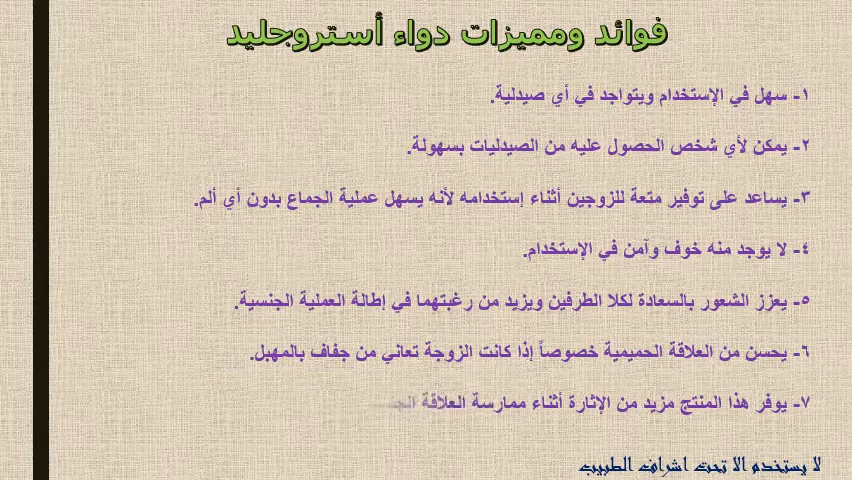 فوائد ومميزات دواء أستروجليد
١- سهل في الإستخدام ويتواجد في أي صيدلية.
٢- يمكن لأي شخص الحصول عليه من الصيدليات بسهولة.
٣- يساعد على توفير متعة للزوجين أثناء إستخدامه لأنه يسهل عملية الجماع بدون أي ألم.
٤- لا يوجد منه خوف وآمن في الإستخدام.
٥- يعزز الشعور بالسعادة لكلا الطرفين ويزيد من رغبتهما في إطالة العملية الجنسية.
٦- يحسن من العلاقة الحميمية خصوصاً إذا كانت الزوجة تعاني من جفاف بالمهبل.
٧- يوفر هذا المنتج مزيد من الإثارة أثناء ممارسة العلاقة
لا يستخدم الا تحت اشراف الطبيب